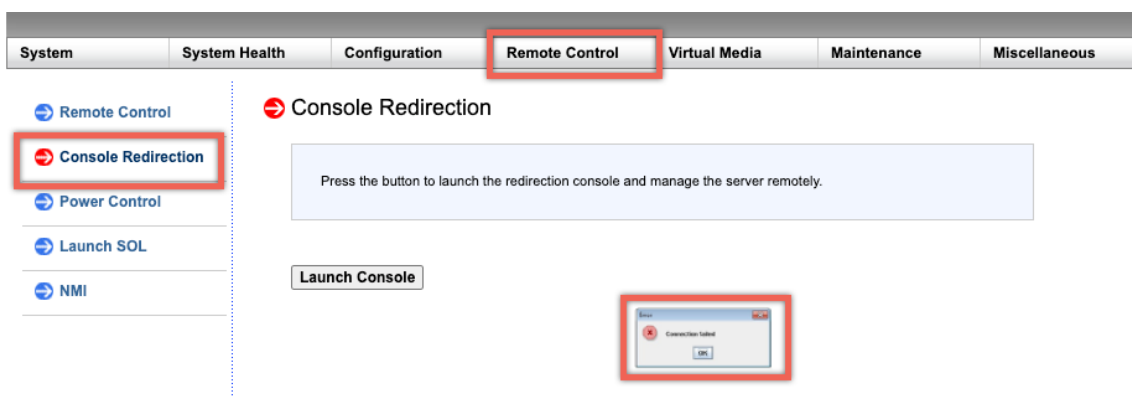 System System Health Configuration Remote Control Virtual Media Maintenance Miscellaneous
Remote Control
Console Redirection
Power Control
Launch SOL
NMI
Console Redirection
Press the button to launch the redirection console and manage the server remotely.
Launch Console
Error
Connection failed
OK